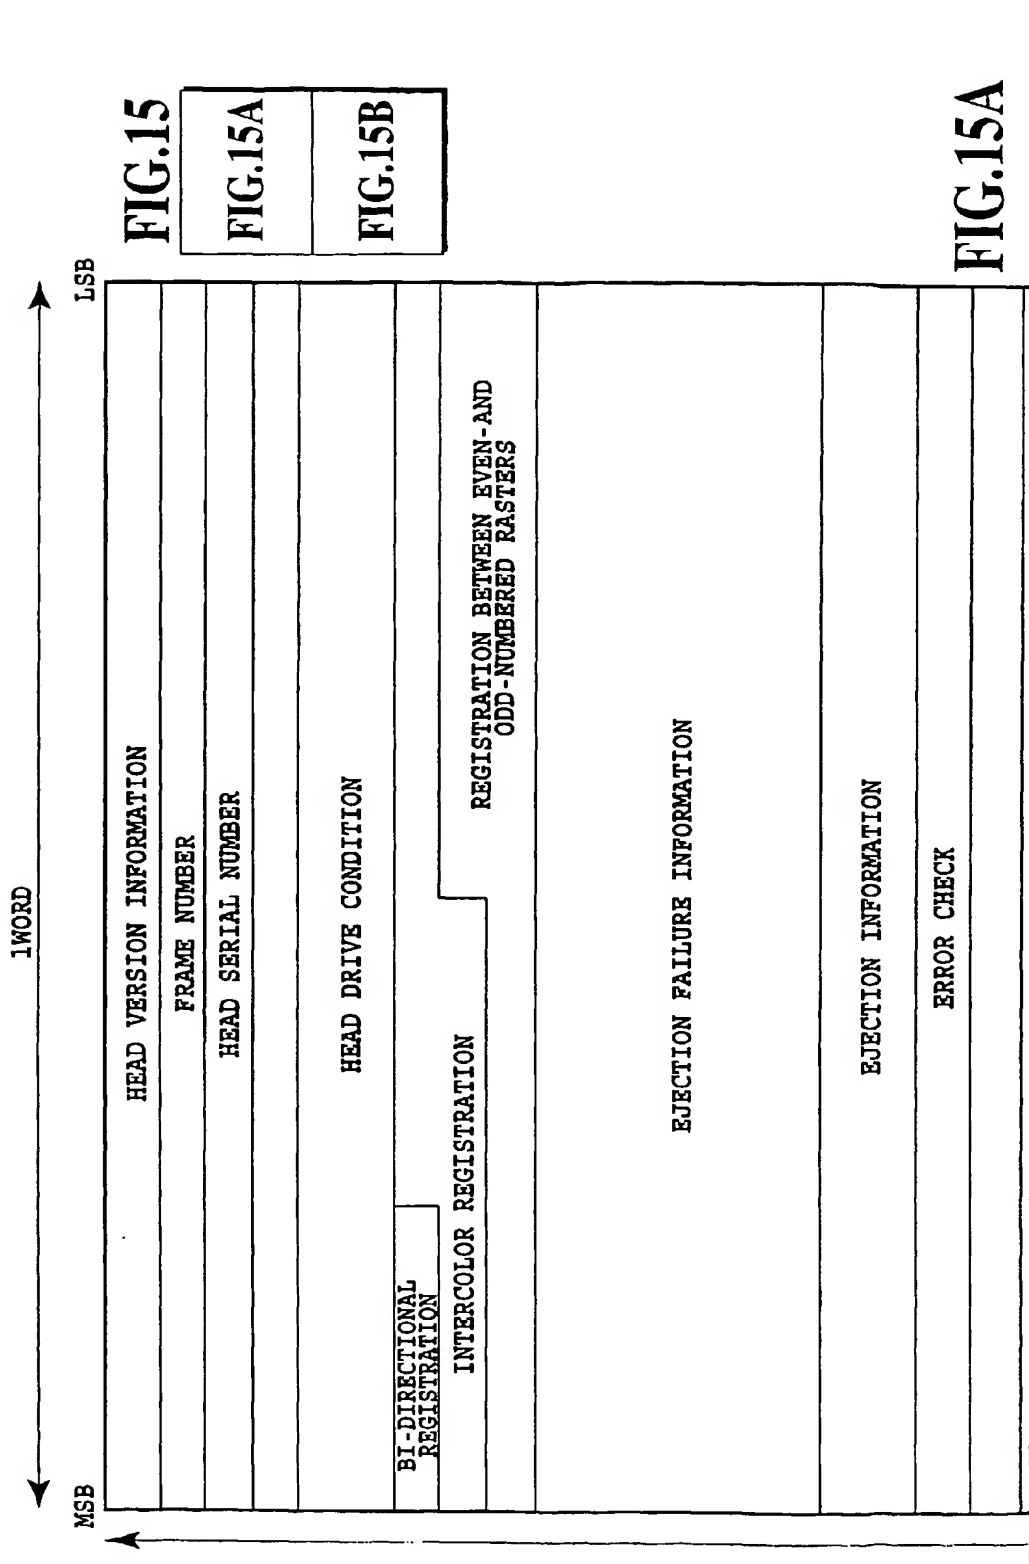 1WORD
MSB
LSB
HEAD VERSION INFORMATION
FRAME NUMBER
HEAD SERIAL NUMBER
HEAD DRIVE CONDITION
BI-DIRECTIONAL
REGISTRATION
INTERCOLOR REGISTRATION
REGISTRATION BETWEEN EVEN-AND
ODD-NUMBERED RASTERS
EJECTION FAILURE INFORMATION
EJECTION INFORMATION
ERROR CHECK
FIG.15
FIG.15A
FIG.15B
FIG.15A